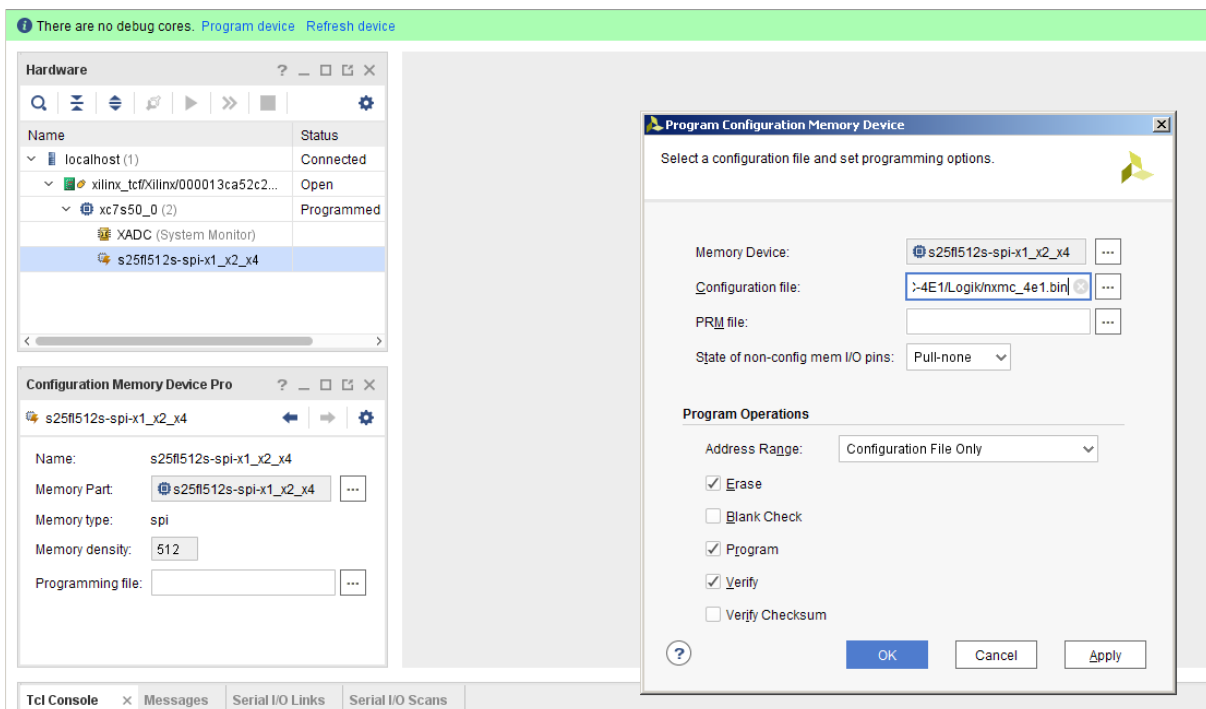 There are no debug cores. Program device Refresh device
Hardware
Name Status
localhost (1) Connected
xilinx_tcf/Xilinx/000013ca52c2... Open
xc7s50_0 (2) Programmed
XADC (System Monitor)
s25fl512s-spi-x1_x2_x4
Configuration Memory Device Pro
s25fl512s-spi-x1_x2_x4
Name: s25fl512s-spi-x1_x2_x4
Memory Part: s25fl512s-spi-x1_x2_x4
Memory type: spi
Memory density: 512
Programming file:
Program Configuration Memory Device
Select a configuration file and set programming options.
Memory Device: s25fl512s-spi-x1_x2_x4
Configuration file: -4E1/Logik/nxmc_4e1.bin
PRM file:
State of non-config mem I/O pins: Pull-none
Program Operations
Address Range: Configuration File Only
Erase
Blank Check
Program
Verify
Verify Checksum
OK Cancel Apply
Tcl Console Messages Serial I/O Links Serial I/O Scans